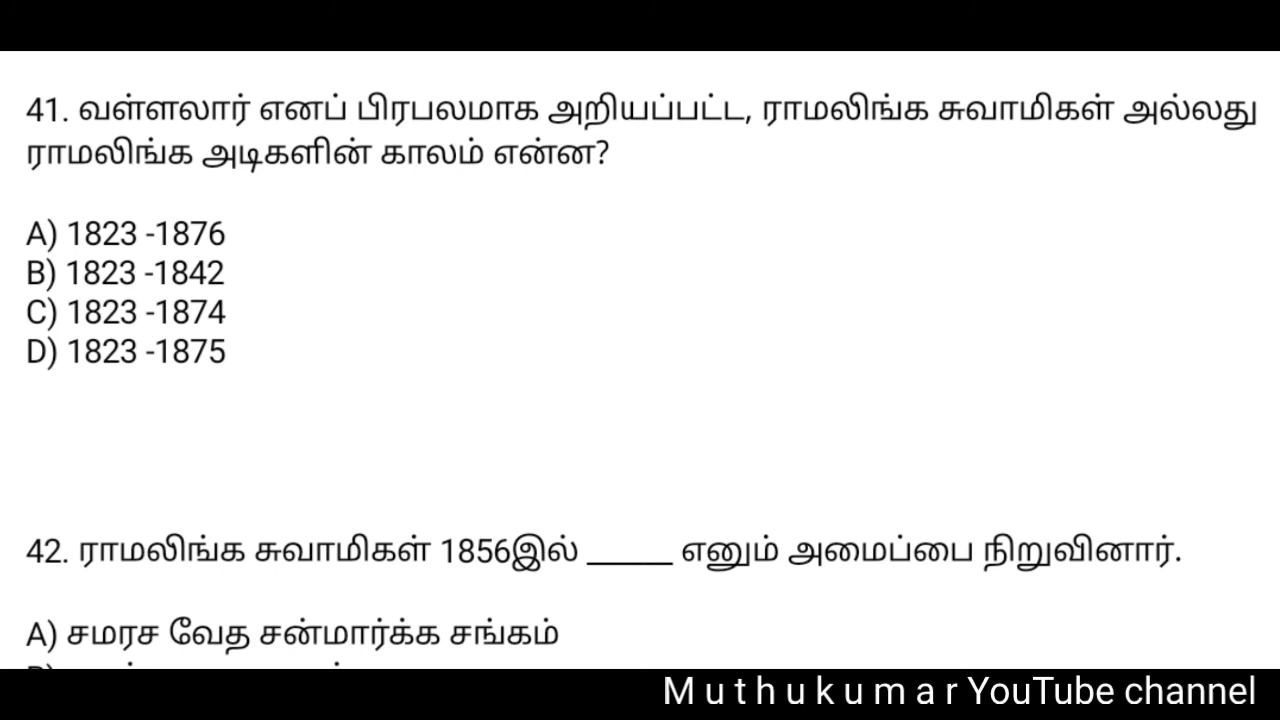 41. வள்ளலார் எனப் பிரபலமாக அறியப்பட்ட, ராமலிங்க சுவாமிகள் அல்லது
ராமலிங்க அடிகளின் காலம் என்ன?
A) 1823 -1876
B) 1823 -1842
C) 1823 -1874
D) 1823 -1875
42. ராமலிங்க சுவாமிகள் 1856இல் _____ எனும் அமைப்பை நிறுவினார்.
A) சமரச வேத சன்மார்க்க சங்கம்
M u t h u k u m a r YouTube channel